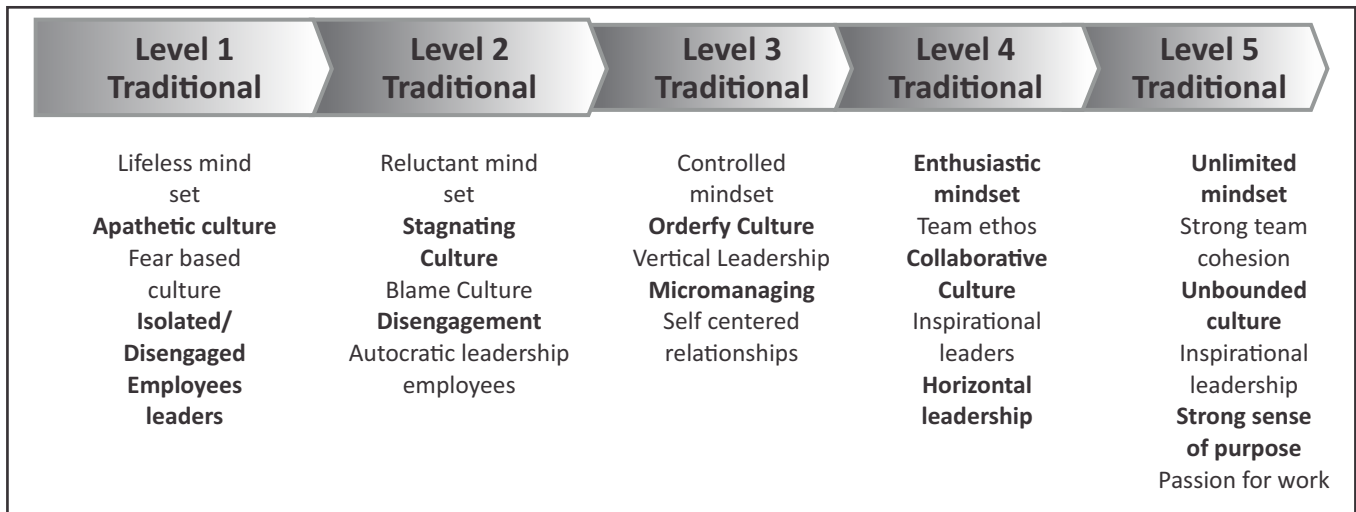 Level 1
Traditional
Level 2
Traditional
Level 3
Traditional
Level 4
Traditional
Level 5
Traditional
Lifeless mind
set
Apathetic culture
Fear based
culture
Isolated/
Disengaged
Employees
leaders
Reluctant mind
set
Stagnating
Culture
Blame Culture
Disengagement
Autocratic leadership
employees
Controlled
mindset
Orderfy Culture
Vertical Leadership
Micromanaging
Self centered
relationships
Enthusiastic
mindset
Team ethos
Collaborative
Culture
Inspirational
leaders
Horizontal
leadership
Unlimited
mindset
Strong team
cohesion
Unbounded
culture
Inspirational
leadership
Strong sense
of purpose
Passion for work